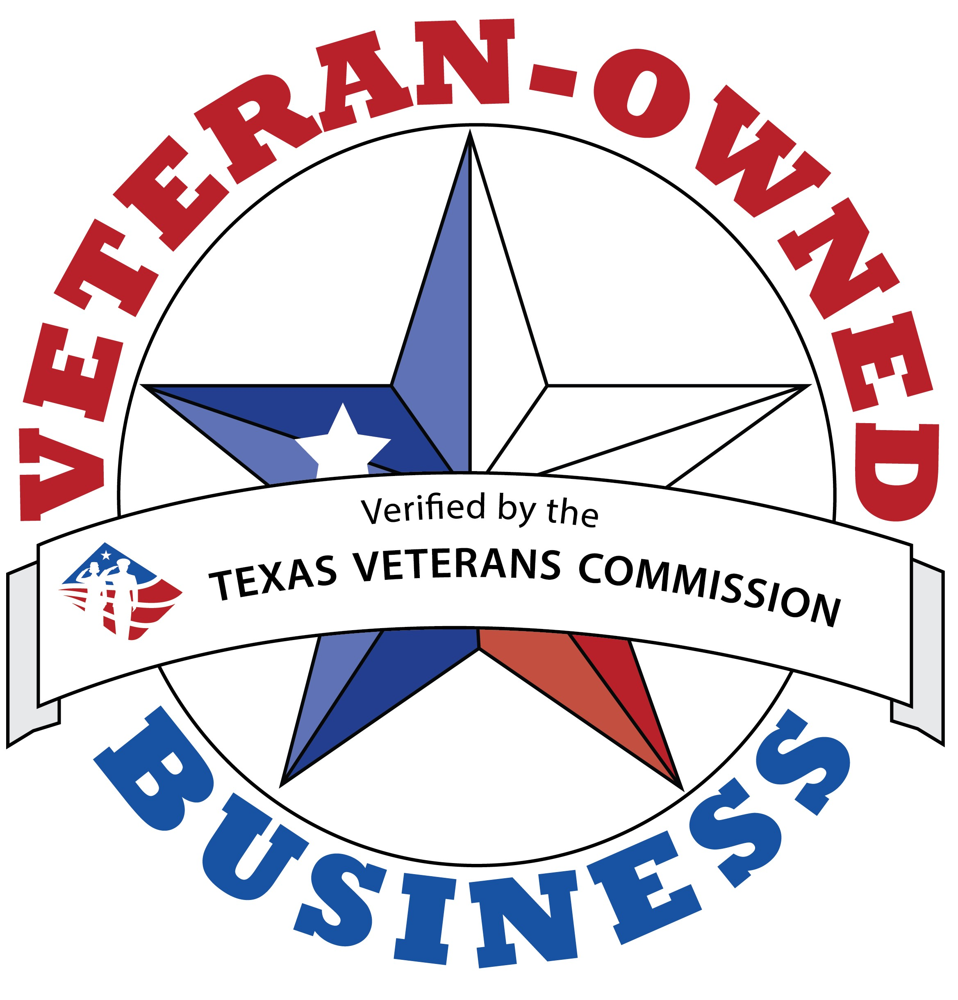 VETERAN-OWNED
Verified by the
TEXAS VETERANS COMMISSION
BUSINESS